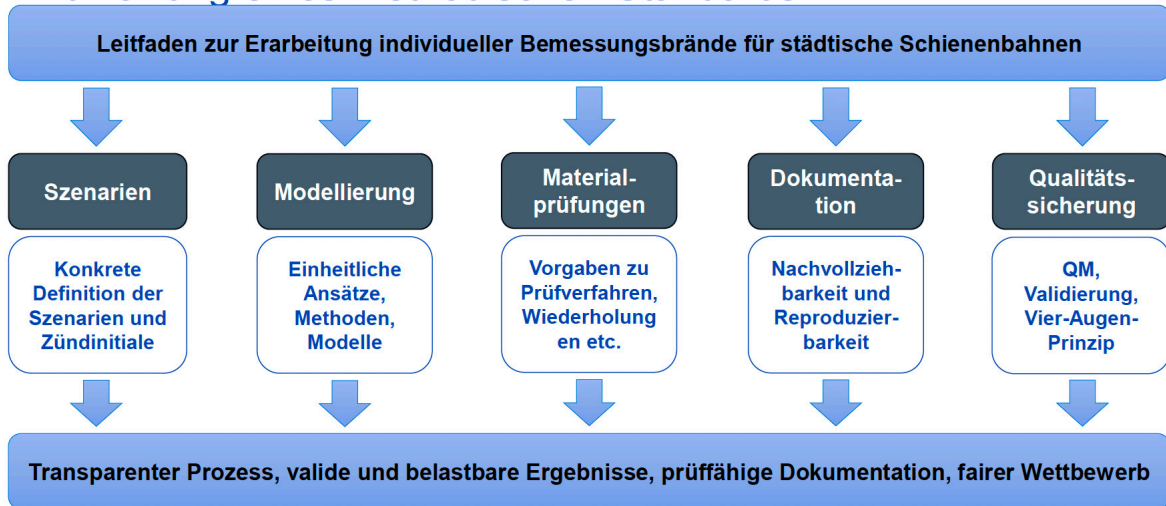 Leitfaden zur Erarbeitung individueller Bemessungsbrände für städtische Schienenbahnen
Szenarien
Konkrete
Definition der
Szenarien und
Zündinitiale
Modellierung
Einheitliche
Ansätze,
Methoden,
Modelle
Material-
prüfungen
Vorgaben zu
Prüfverfahren,
Wiederholung
en etc.
Dokumenta-
tion
Nachvollzieh-
barkeit und
Reproduzier-
barkeit
Qualitäts-
sicherung
QM,
Validierung,
Vier-Augen-
Prinzip
Transparenter Prozess, valide und belastbare Ergebnisse, prüffähige Dokumentation, fairer Wettbewerb